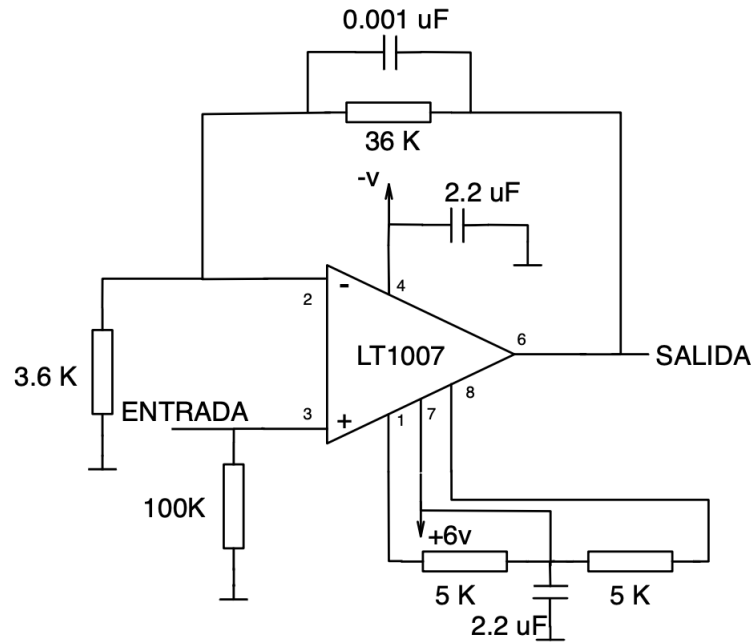 0.001 uF
36 K
-v
2.2 uF
4
2
-
6
LT1007
SALIDA
3.6 K
8
ENTRADA
3
+
1
7
100K
+6v
5 K
5 K
2.2 uF